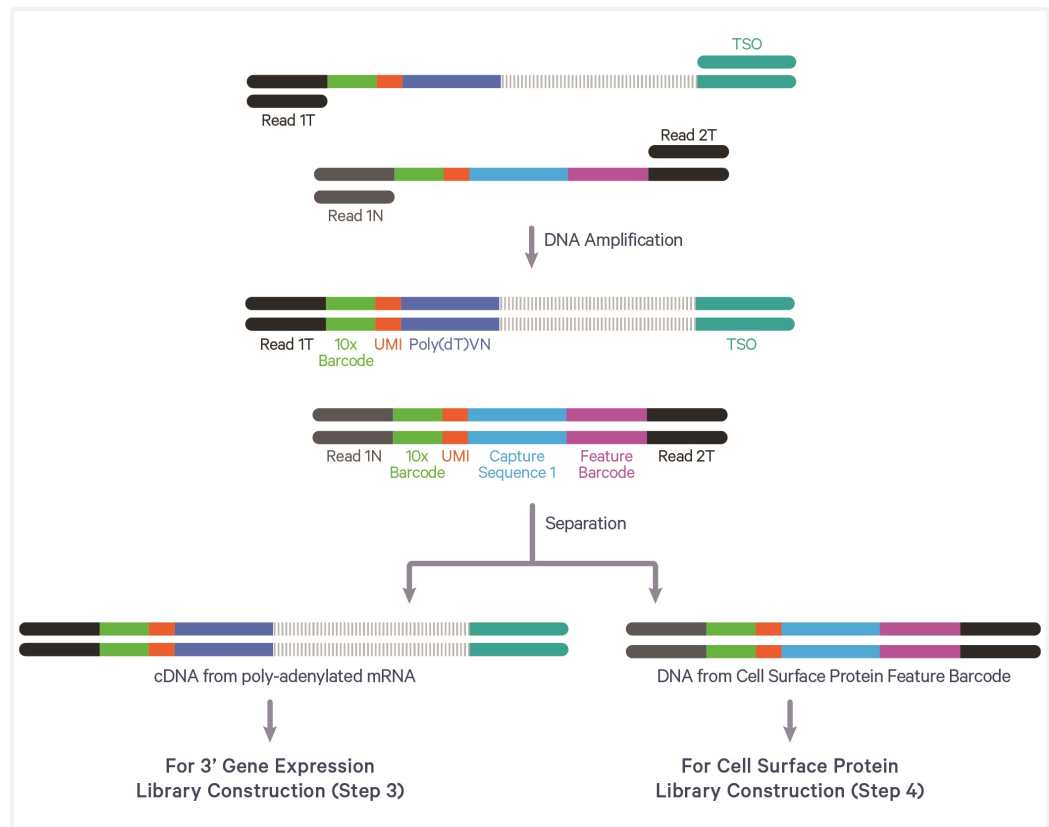 TSO
Read 1T
Read 2T
Read 1N
DNA Amplification
Read 1T 10x UMI Poly(dT)VN TSO
Barcode
Read 1N 10x UMI Capture Feature Read 2T
Barcode Sequence 1 Barcode
Separation
cDNA from poly-adenylated mRNA
DNA from Cell Surface Protein Feature Barcode
For 3’ Gene Expression
Library Construction (Step 3)
For Cell Surface Protein
Library Construction (Step 4)